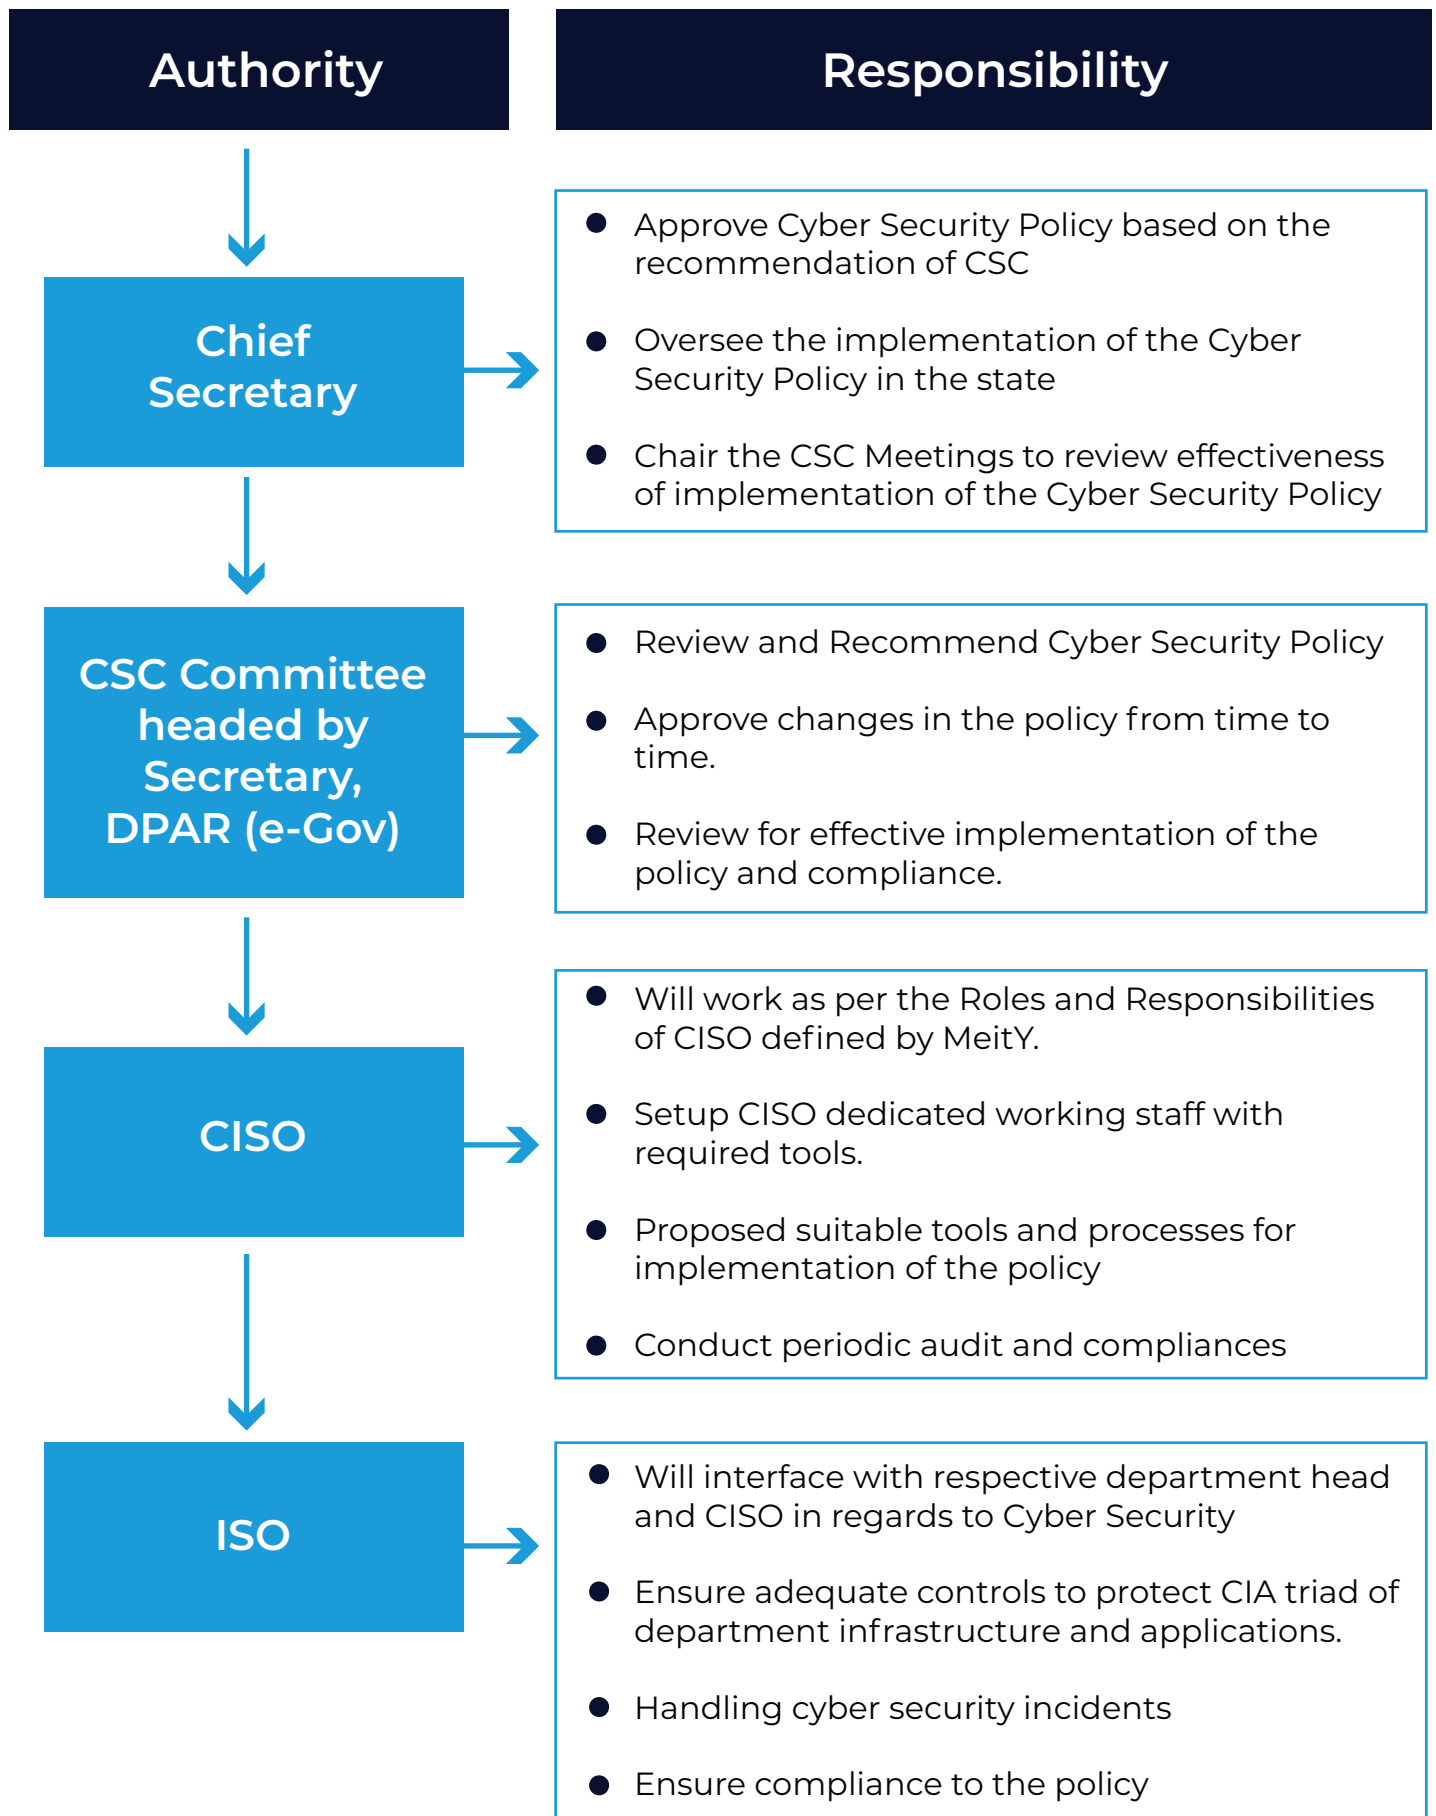 Authority
Responsibility
Chief
Secretary
● Approve Cyber Security Policy based on the
recommendation of CSC
● Oversee the implementation of the Cyber
Security Policy in the state
● Chair the CSC Meetings to review effectiveness
of implementation of the Cyber Security Policy
CSC Committee
headed by
Secretary,
DPAR (e-Gov)
● Review and Recommend Cyber Security Policy
● Approve changes in the policy from time to
time.
● Review for effective implementation of the
policy and compliance.
CISO
● Will work as per the Roles and Responsibilities
of CISO defined by MeitY.
● Setup CISO dedicated working staff with
required tools.
● Proposed suitable tools and processes for
implementation of the policy
● Conduct periodic audit and compliances
ISO
● Will interface with respective department head
and CISO in regards to Cyber Security
● Ensure adequate controls to protect CIA triad of
department infrastructure and applications.
● Handling cyber security incidents
● Ensure compliance to the policy